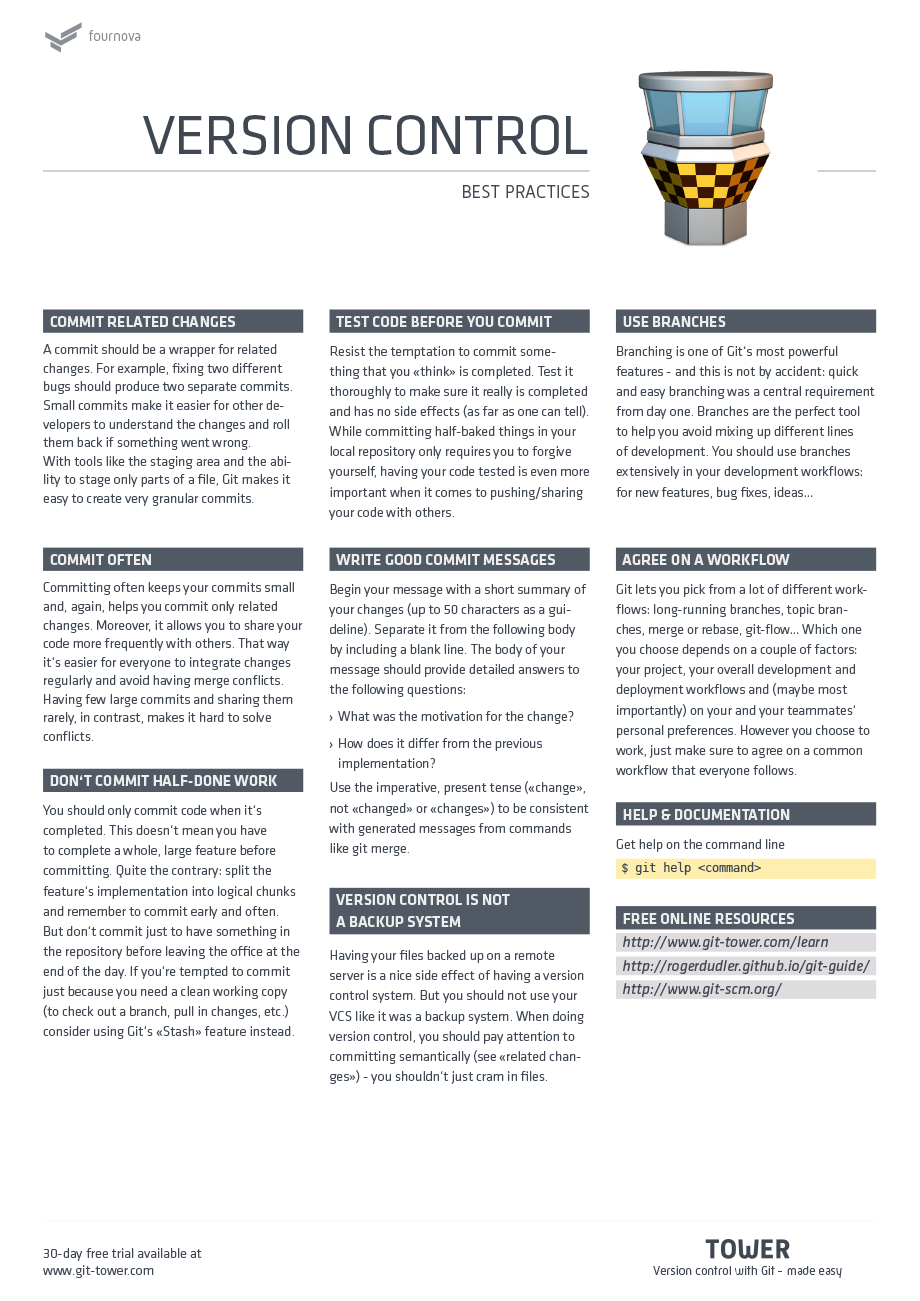 fournova
VERSION CONTROL
BEST PRACTICES
COMMIT RELATED CHANGES
A commit should be a wrapper for related
changes. For example, fixing two different
bugs should produce two separate commits.
Small commits make it easier for other de-
velopers to understand the changes and roll
them back if something went wrong.
With tools like the staging area and the abi-
lity to stage only parts of a file, Git makes it
easy to create very granular commits.
COMMIT OFTEN
Committing often keeps your commits small
and, again, helps you commit only related
changes. Moreover, it allows you to share your
code more frequently with others. That way
it‘s easier for everyone to integrate changes
regularly and avoid having merge conflicts.
Having few large commits and sharing them
rarely, in contrast, makes it hard to solve
conflicts.
DON‘T COMMIT HALF-DONE WORK
You should only commit code when it‘s
completed. This doesn‘t mean you have
to complete a whole, large feature before
committing. Quite the contrary: split the
feature‘s implementation into logical chunks
and remember to commit early and often.
But don‘t commit just to have something in
the repository before leaving the office at the
end of the day. If you‘re tempted to commit
just because you need a clean working copy
(to check out a branch, pull in changes, etc.)
consider using Git‘s «Stash» feature instead.
TEST CODE BEFORE YOU COMMIT
Resist the temptation to commit some-
thing that you «think» is completed. Test it
thoroughly to make sure it really is completed
and has no side effects (as far as one can tell).
While committing half-baked things in your
local repository only requires you to forgive
yourself, having your code tested is even more
important when it comes to pushing/sharing
your code with others.
WRITE GOOD COMMIT MESSAGES
Begin your message with a short summary of
your changes (up to 50 characters as a gui-
deline). Separate it from the following body
by including a blank line. The body of your
message should provide detailed answers to
the following questions:
› What was the motivation for the change?
› How does it differ from the previous
implementation?
Use the imperative, present tense («change»,
not «changed» or «changes») to be consistent
with generated messages from commands
like git merge.
VERSION CONTROL IS NOT
A BACKUP SYSTEM
Having your files backed up on a remote
server is a nice side effect of having a version
control system. But you should not use your
VCS like it was a backup system. When doing
version control, you should pay attention to
committing semantically (see «related chan-
ges») - you shouldn‘t just cram in files.
USE BRANCHES
Branching is one of Git‘s most powerful
features - and this is not by accident: quick
and easy branching was a central requirement
from day one. Branches are the perfect tool
to help you avoid mixing up different lines
of development. You should use branches
extensively in your development workflows:
for new features, bug fixes, ideas...
AGREE ON A WORKFLOW
Git lets you pick from a lot of different work-
flows: long-running branches, topic bran-
ches, merge or rebase, git-flow... Which one
you choose depends on a couple of factors:
your project, your overall development and
deployment workflows and (maybe most
importantly) on your and your teammates‘
personal preferences. However you choose to
work, just make sure to agree on a common
workflow that everyone follows.
HELP & DOCUMENTATION
Get help on the command line
$ git help <command>
FREE ONLINE RESOURCES
http://www.git-tower.com/learn
http://rogerdudler.github.io/git-guide/
http://www.git-scm.org/
30-day free trial available at
www.git-tower.com
TOWER
Version control with Git - made easy